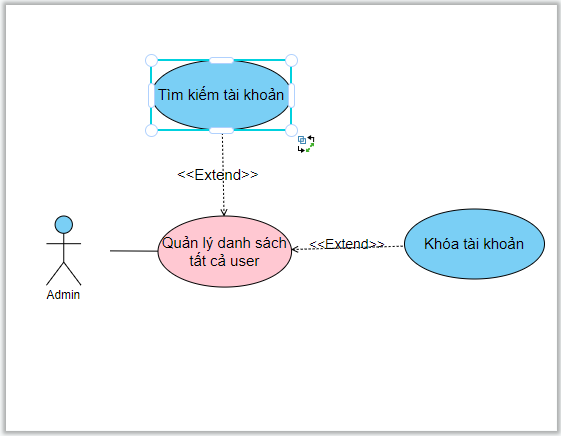 Tìm kiếm tài khoản
<<Extend>>
Quản lý danh sách
tất cả user
<<Extend>>
Khóa tài khoản
Admin